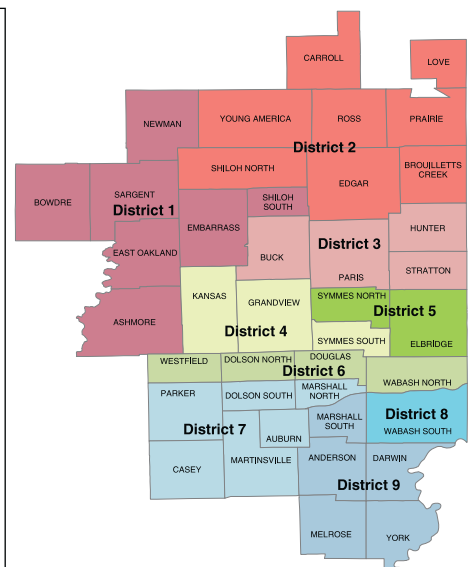 CARROLL
LOVE
NEWMAN
YOUNG AMERICA
ROSS
PRAIRIE
District 2
SHILOH NORTH
BROUILLETTS
CREEK
EDGAR
BOWDRE
SARGENT
District 1
SHILOH
SOUTH
EMBARRASS
HUNTER
District 3
EAST OAKLAND
BUCK
STRATTON
PARIS
KANSAS
GRANDVIEW
SYMMES NORTH
District 5
ASHMORE
District 4
SYMMES SOUTH
ELBRIDGE
WESTFIELD
DOLSON NORTH
DOUGLAS
District 6
WABASH NORTH
PARKER
DOLSON SOUTH
MARSHALL
NORTH
District 7
MARSHALL
SOUTH
District 8
WABASH SOUTH
AUBURN
CASEY
MARTINSVILLE
ANDERSON
DARWIN
District 9
MELROSE
YORK